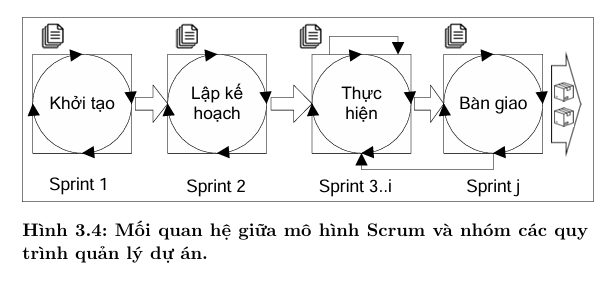 Khởi tạo
Lập kế
hoạch
Thực
hiện
Bàn giao
Sprint 1
Sprint 2
Sprint 3..i
Sprint j
Hình 3.4: Mối quan hệ giữa mô hình Scrum và nhóm các quy
trình quản lý dự án.